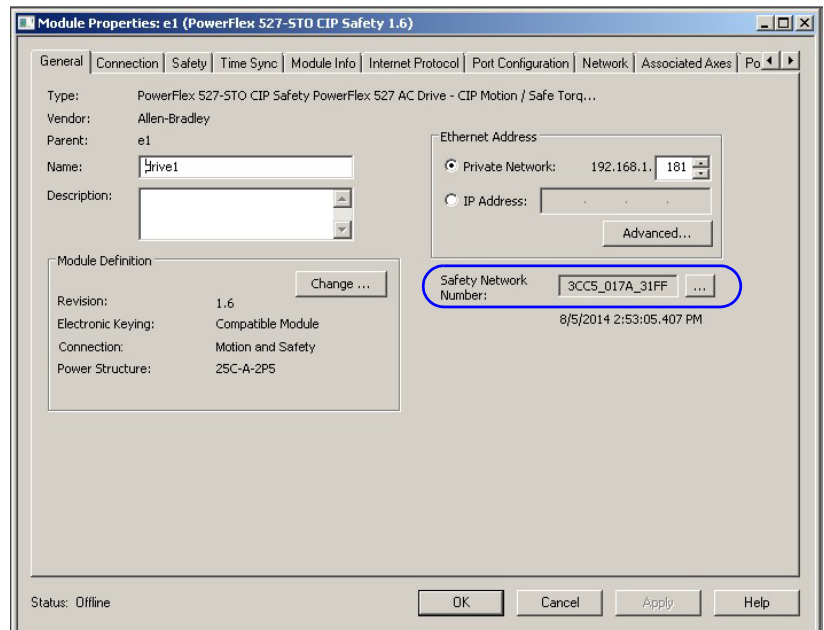 Module Properties: e1 (PowerFlex 527-STO CIP Safety 1.6)
General Connection Safety Time Sync Module Info Internet Protocol Port Configuration Network Associated Axes Po
Type: PowerFlex 527-STO CIP Safety PowerFlex 527 AC Drive - CIP Motion / Safe Torq...
Vendor: Allen-Bradley
Parent: e1
Name:
Description:
Ethernet Address
Private Network: 192.168.1. 181
IP Address: . . .
Advanced...
Module Definition
Change ...
Revision: 1.6
Electronic Keying: Compatible Module
Connection: Motion and Safety
Power Structure: 25C-A-2P5
Safety Network Number: 3CC5_017A_31FF ...
8/5/2014 2:53:05.407 PM
Status: Offline
OK Cancel Apply Help